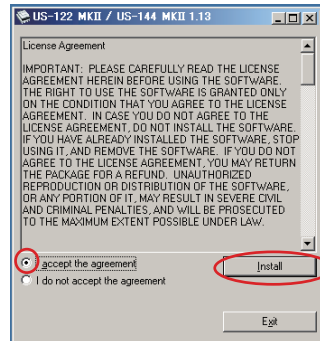 US-122 MKII / US-144 MKII 1.13
License Agreement
IMPORTANT: PLEASE CAREFULLY READ THE LICENSE
AGREEMENT HEREIN BEFORE USING THE SOFTWARE.
THE RIGHT TO USE THE SOFTWARE IS GRANTED ONLY
ON THE CONDITION THAT YOU AGREE TO THE LICENSE
AGREEMENT. IN CASE YOU DO NOT AGREE TO THE
LICENSE AGREEMENT, DO NOT INSTALL THE SOFTWARE.
IF YOU HAVE ALREADY INSTALLED THE SOFTWARE, STOP
USING IT, AND REMOVE THE SOFTWARE. IF YOU DO NOT
AGREE TO THE LICENSE AGREEMENT, YOU MAY RETURN
THE PACKAGE FOR A REFUND. UNAUTHORIZED
REPRODUCTION OR DISTRIBUTION OF THE SOFTWARE,
OR ANY PORTION OF IT, MAY RESULT IN SEVERE CIVIL
AND CRIMINAL PENALTIES, AND WILL BE PROSECUTED
TO THE MAXIMUM EXTENT POSSIBLE UNDER LAW.
accept the agreement
Install
I do not accept the agreement
Exit